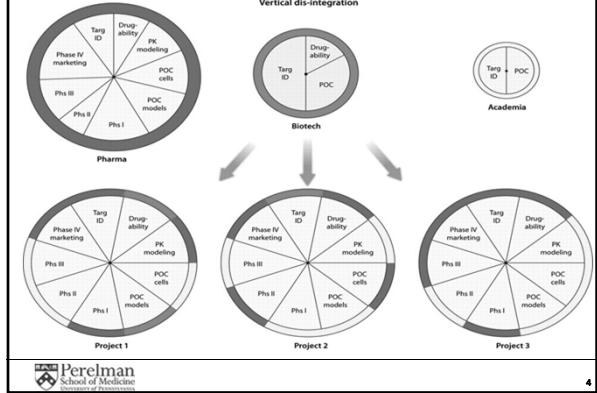 Vertical dis-integration
Targ
ID
Drug-
ability
PK
modeling
POC
cells
POC
models
Phs I
Phs II
Phs III
Phase IV
marketing
Pharma
Targ
ID
Drug-
ability
POC
Biotech
Targ
ID
POC
Academia
Targ
ID
Drug-
ability
PK
modeling
POC
cells
POC
models
Phs I
Phs II
Phs III
Phase IV
marketing
Project 1
Targ
ID
Drug-
ability
PK
modeling
POC
cells
POC
models
Phs I
Phs II
Phs III
Phase IV
marketing
Project 2
Targ
ID
Drug-
ability
PK
modeling
POC
cells
POC
models
Phs I
Phs II
Phs III
Phase IV
marketing
Project 3
Perelman
School of Medicine
University of Pennsylvania
4